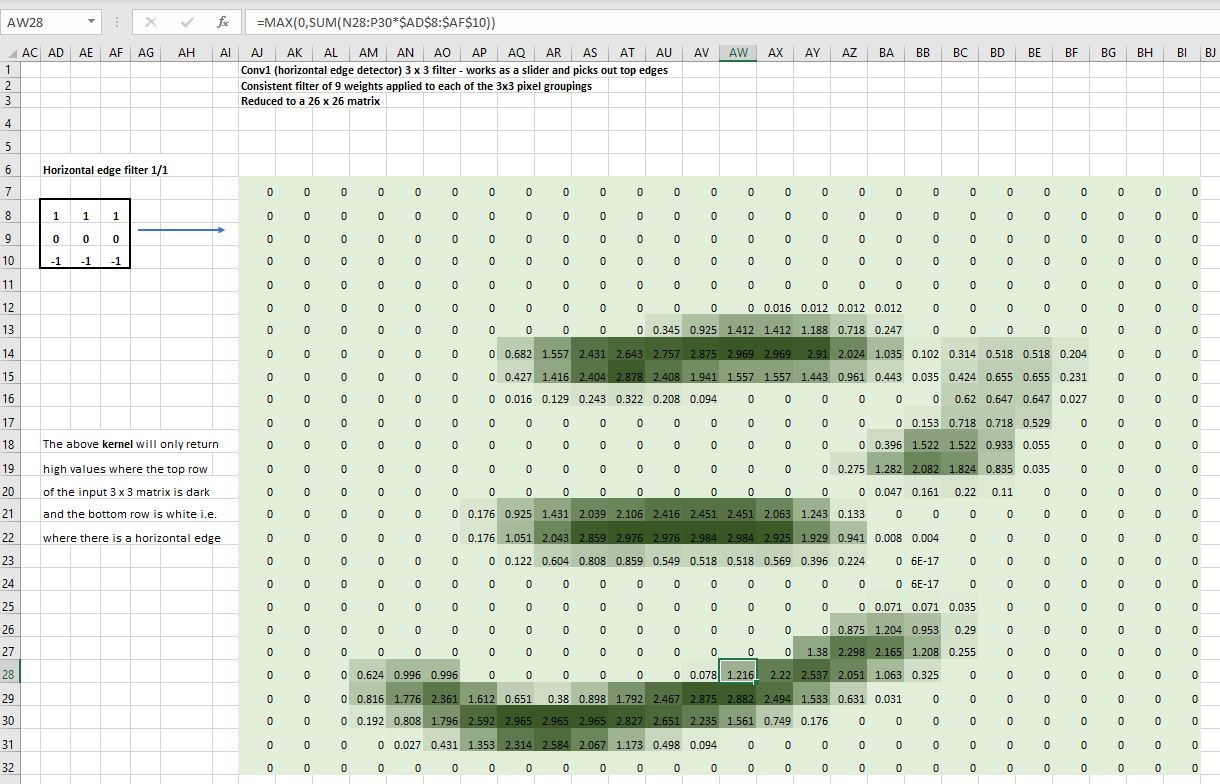 AW28 fx =MAX(0,SUM(N28:P30*$AD$8:$AF$10))
AC AD AE AF AG AH AI AJ AK AL AM AN AO AP AQ AR AS AT AU AV AW AX AY AZ BA BB BC BD BE BF BG BH BI BJ
1 Conv1 (horizontal edge detector) 3 x 3 filter - works as a slider and picks out top edges
2 Consistent filter of 9 weights applied to each of the 3x3 pixel groupings
3 Reduced to a 26 x 26 matrix
4
5
6 Horizontal edge filter 1/1
7 0 0 0 0 0 0 0 0 0 0 0 0 0 0 0 0 0 0 0 0 0 0 0 0 0 0
8 1 1 1 0 0 0 0 0 0 0 0 0 0 0 0 0 0 0 0 0 0 0 0 0 0 0 0 0 0
9 0 0 0 0 0 0 0 0 0 0 0 0 0 0 0 0 0 0 0 0 0 0 0 0 0 0 0 0 0
10 -1 -1 -1 0 0 0 0 0 0 0 0 0 0 0 0 0 0 0 0 0 0 0 0 0 0 0 0 0 0
11 0 0 0 0 0 0 0 0 0 0 0 0 0 0 0 0 0 0 0 0 0 0 0 0 0 0
12 0 0 0 0 0 0 0 0 0 0 0 0 0 0 0.016 0.012 0.012 0.012 0 0 0 0 0 0 0 0
13 0 0 0 0 0 0 0 0 0 0 0 0.345 0.925 1.412 1.412 1.188 0.718 0.247 0 0 0 0 0 0 0 0
14 0 0 0 0 0 0 0 0.682 1.557 2.431 2.643 2.757 2.875 2.969 2.969 2.91 2.024 1.035 0.102 0.314 0.518 0.518 0.204 0 0 0
15 0 0 0 0 0 0 0 0.427 1.416 2.404 2.878 2.408 1.941 1.557 1.557 1.443 0.961 0.443 0.035 0.424 0.655 0.655 0.231 0 0 0
16 0 0 0 0 0 0 0 0.016 0.129 0.243 0.322 0.208 0.094 0 0 0 0 0 0 0.62 0.647 0.647 0.027 0 0 0
17 0 0 0 0 0 0 0 0 0 0 0 0 0 0 0 0 0 0 0.153 0.718 0.718 0.529 0 0 0 0
18 The above kernel will only return 0 0 0 0 0 0 0 0 0 0 0 0 0 0 0 0 0 0.396 1.522 1.522 0.933 0.055 0 0 0 0
19 high values where the top row 0 0 0 0 0 0 0 0 0 0 0 0 0 0 0 0 0.275 1.282 2.082 1.824 0.835 0.035 0 0 0 0
20 of the input 3 x 3 matrix is dark 0 0 0 0 0 0 0 0 0 0 0 0 0 0 0 0 0 0.047 0.161 0.22 0.11 0 0 0 0 0
21 and the bottom row is white i.e. 0 0 0 0 0 0 0.176 0.925 1.431 2.039 2.106 2.416 2.451 2.451 2.063 1.243 0.133 0 0 0 0 0 0 0 0 0
22 where there is a horizontal edge 0 0 0 0 0 0 0.176 1.051 2.043 2.859 2.976 2.976 2.984 2.984 2.925 1.929 0.941 0.008 0.004 0 0 0 0 0 0 0
23 0 0 0 0 0 0 0 0.122 0.604 0.808 0.859 0.549 0.518 0.518 0.569 0.396 0.224 0 6E-17 0 0 0 0 0 0 0
24 0 0 0 0 0 0 0 0 0 0 0 0 0 0 0 0 0 0 6E-17 0 0 0 0 0 0 0
25 0 0 0 0 0 0 0 0 0 0 0 0 0 0 0 0 0 0.071 0.071 0.035 0 0 0 0 0 0
26 0 0 0 0 0 0 0 0 0 0 0 0 0 0 0 0 0.875 1.204 0.953 0.29 0 0 0 0 0 0
27 0 0 0 0 0 0 0 0 0 0 0 0 0 0 0 1.38 2.298 2.165 1.208 0.255 0 0 0 0 0 0
28 0 0 0 0.624 0.996 0.996 0 0 0 0 0 0 0.078 1.216 2.22 2.537 2.051 1.063 0.325 0 0 0 0 0 0 0
29 0 0 0 0.816 1.776 2.361 1.612 0.651 0.38 0.898 1.792 2.467 2.875 2.882 2.494 1.533 0.631 0.031 0 0 0 0 0 0 0 0
30 0 0 0 0.192 0.808 1.796 2.592 2.965 2.965 2.965 2.827 2.651 2.235 1.561 0.749 0.176 0 0 0 0 0 0 0 0 0 0
31 0 0 0 0 0.027 0.431 1.353 2.314 2.584 2.067 1.173 0.498 0.094 0 0 0 0 0 0 0 0 0 0 0 0 0
32 0 0 0 0 0 0 0 0 0 0 0 0 0 0 0 0 0 0 0 0 0 0 0 0 0 0